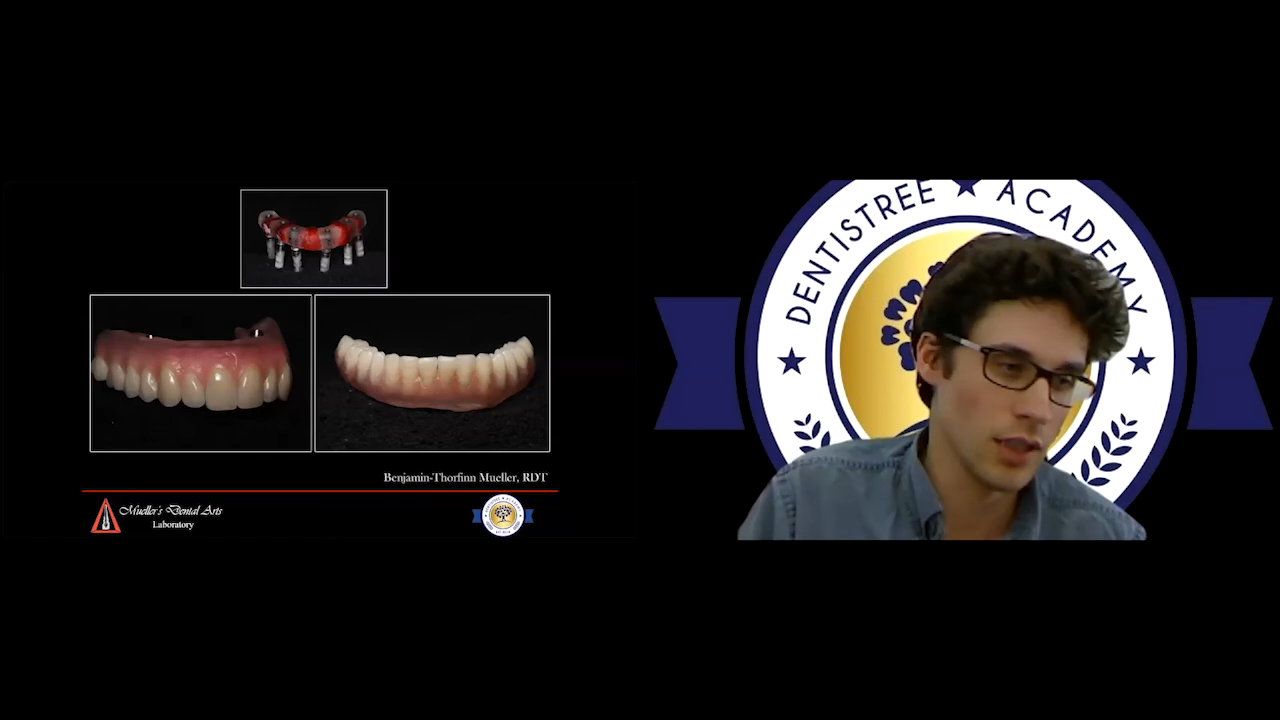 Benjamin-Thorfinn Mueller, RDT
Mueller's Dental Arts
Laboratory
DENTISTREE ACADEMY